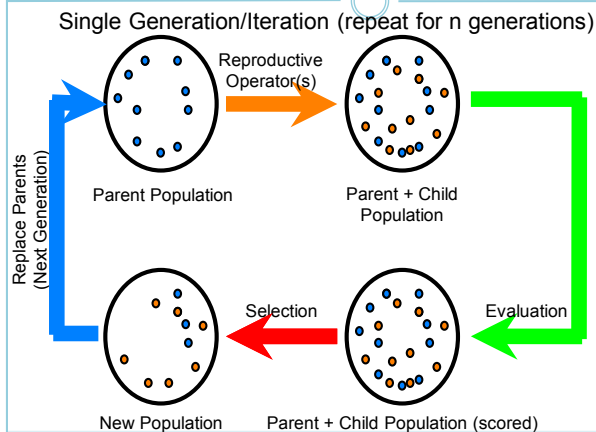 Single Generation/Iteration (repeat for n generations)
Reproductive
Operator(s)
Parent Population
Parent + Child
Population
Replace Parents
(Next Generation)
Selection
Evaluation
New Population
Parent + Child Population (scored)